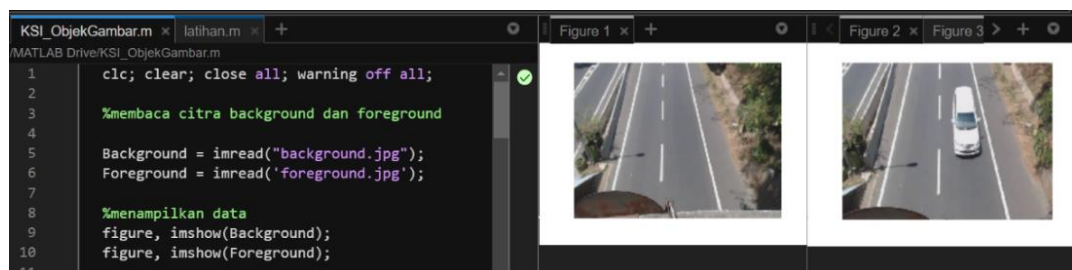 KSI_ObjekGambar.m × latihan.m × +
/MATLAB Drive/KSI_ObjekGambar.m
1 clc; clear; close all; warning off all;
2
3 %membaca citra background dan foreground
4
5 Background = imread("background.jpg");
6 Foreground = imread('foreground.jpg');
7
8 %menampilkan data
9 figure, imshow(Background);
10 figure, imshow(Foreground);
Figure 1 × +
Figure 2 × Figure 3 > +